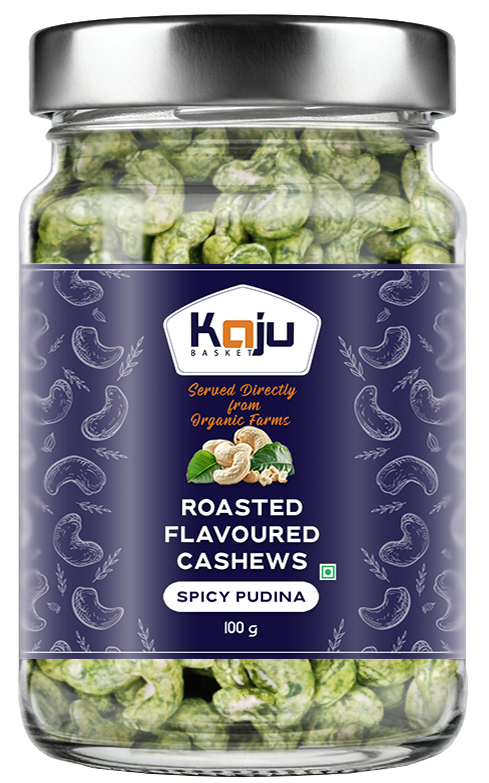 Kaju
BASKET
Served Directly
from
Organic Farms
ROASTED
FLAVOURED
CASHEWS
SPICY PUDINA
100 g